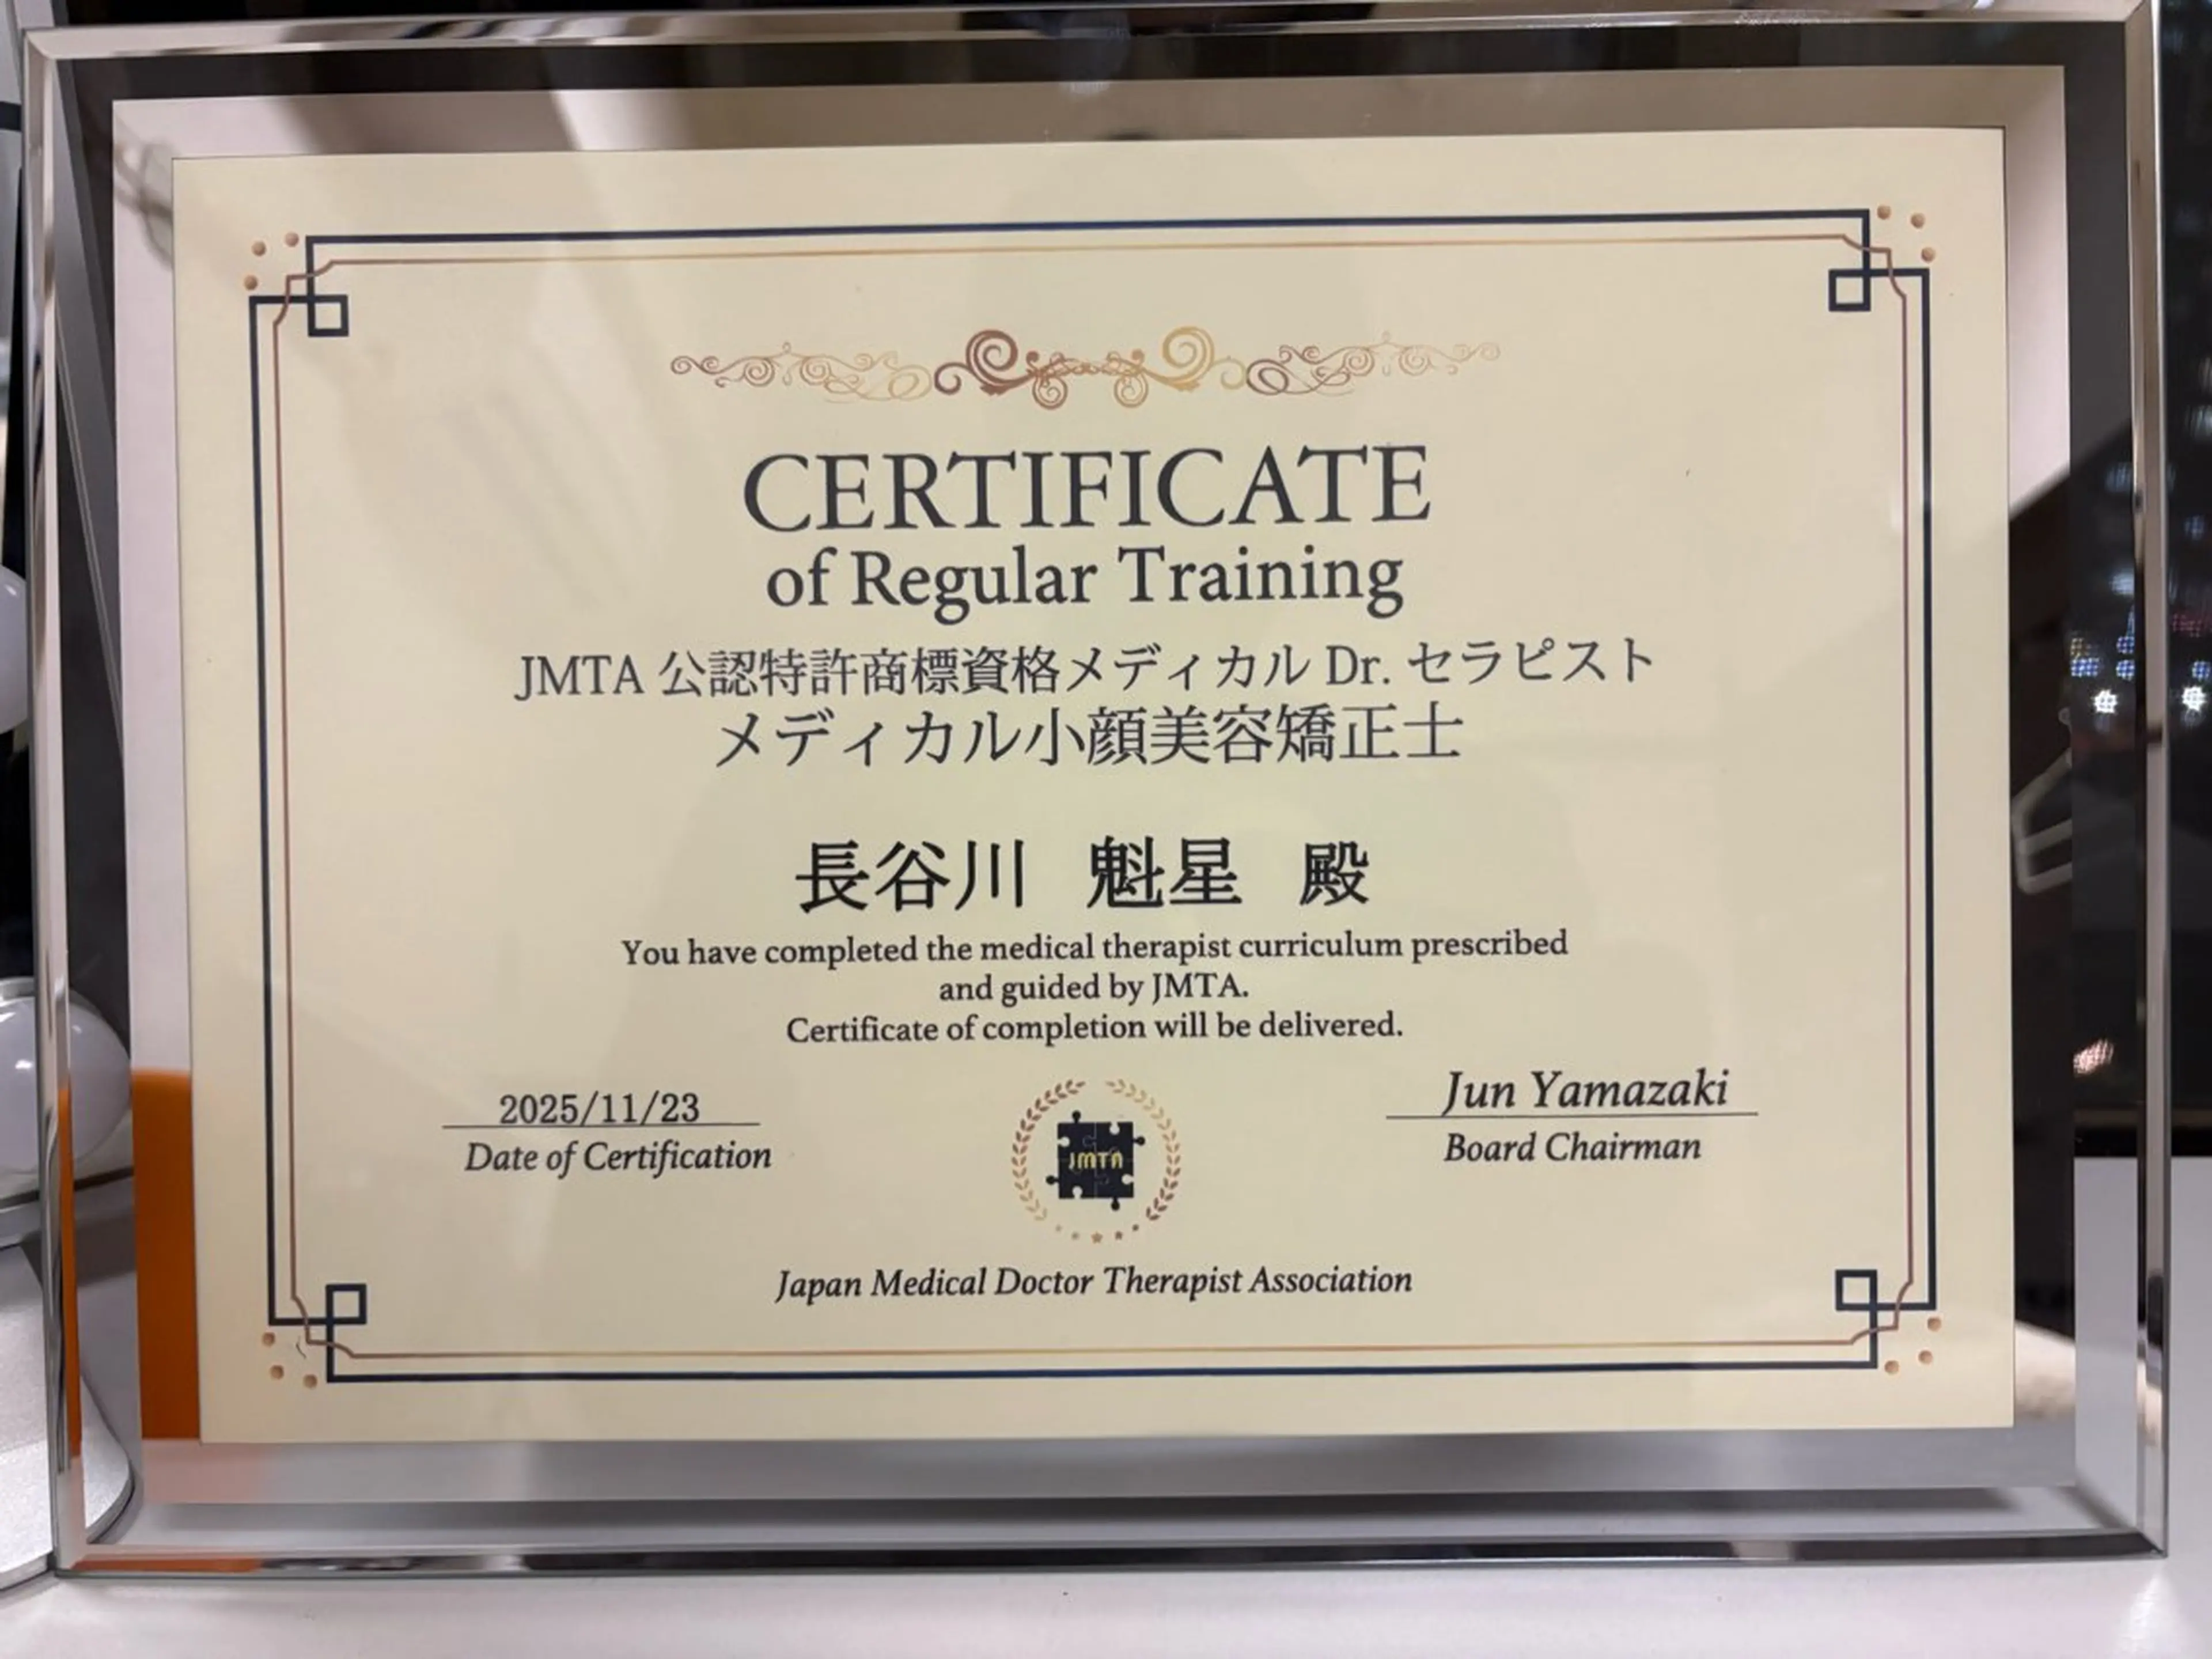 CERTIFICATE
of Regular Training
JMTA 公認特許商標資格メディカル Dr. セラピスト
メディカル小顔美容矯正士
長谷川 魁星 殿
You have completed the medical therapist curriculum prescribed
and guided by JMTA.
Certificate of completion will be delivered.
2025/11/23
Date of Certification
JMTA
Jun Yamazaki
Board Chairman
Japan Medical Doctor Therapist Association